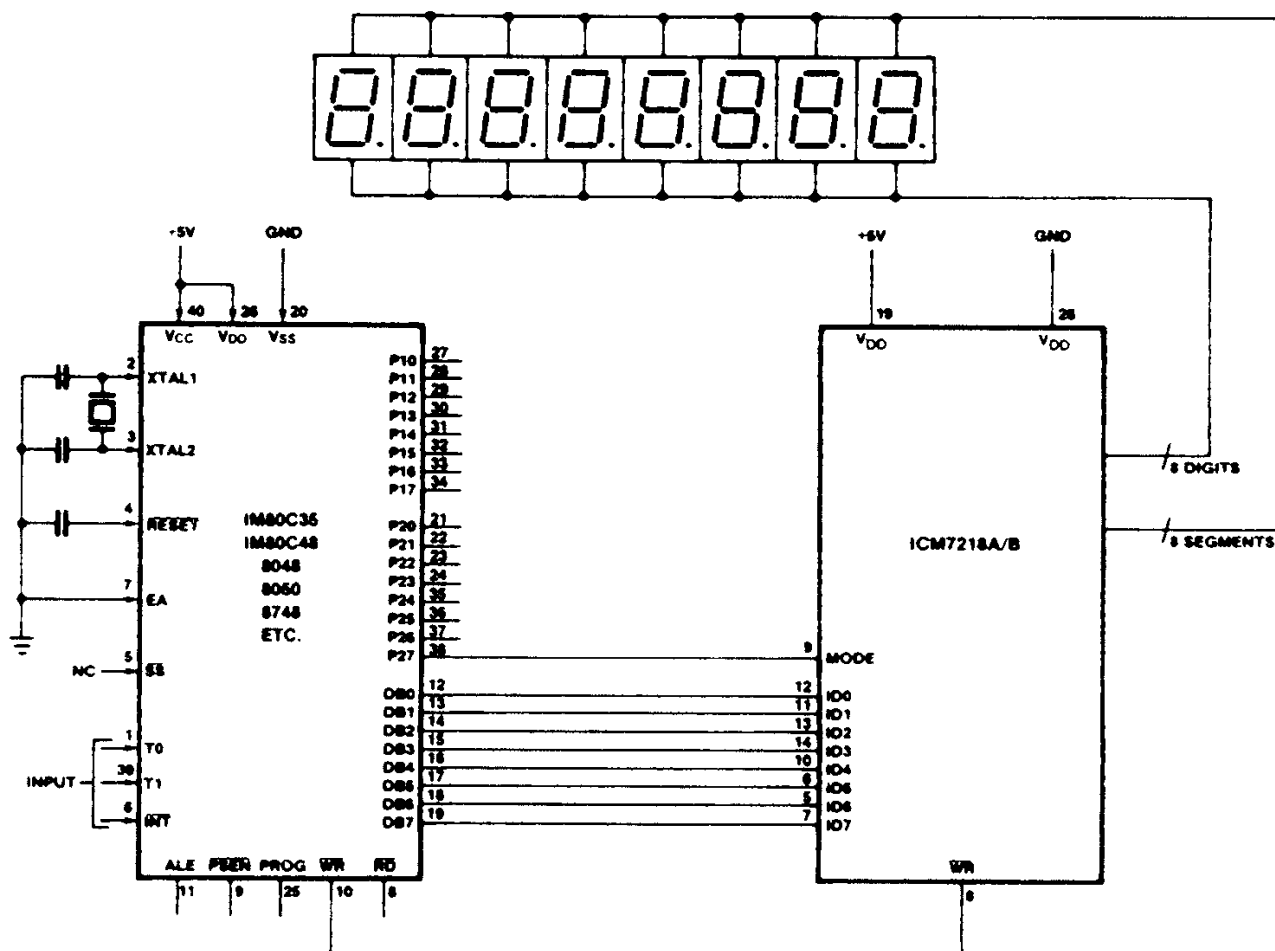 +5V GND
40 26 20
VCC VDD VSS
2 XTAL1
3 XTAL2
4 RESET
7 EA
NC 5 SS
INPUT
1 T0
39 T1
6 INT
IM80C35
IM80C48
8048
8050
8748
ETC.
P10 27
P11 28
P12 29
P13 30
P14 31
P15 32
P16 33
P17 34
P20 21
P21 22
P22 23
P23 24
P24 35
P25 36
P26 37
P27 38
DB0 12
DB1 13
DB2 14
DB3 15
DB4 16
DB5 17
DB6 18
DB7 19
ALE PSEN PROG WR RD
11 9 25 10 8
+5V GND
19 28
VDD VDD
ICM7218A/B
8 DIGITS
8 SEGMENTS
9 MODE
12 ID0
11 ID1
13 ID2
14 ID3
10 ID4
6 ID5
5 ID6
7 ID7
WR
8